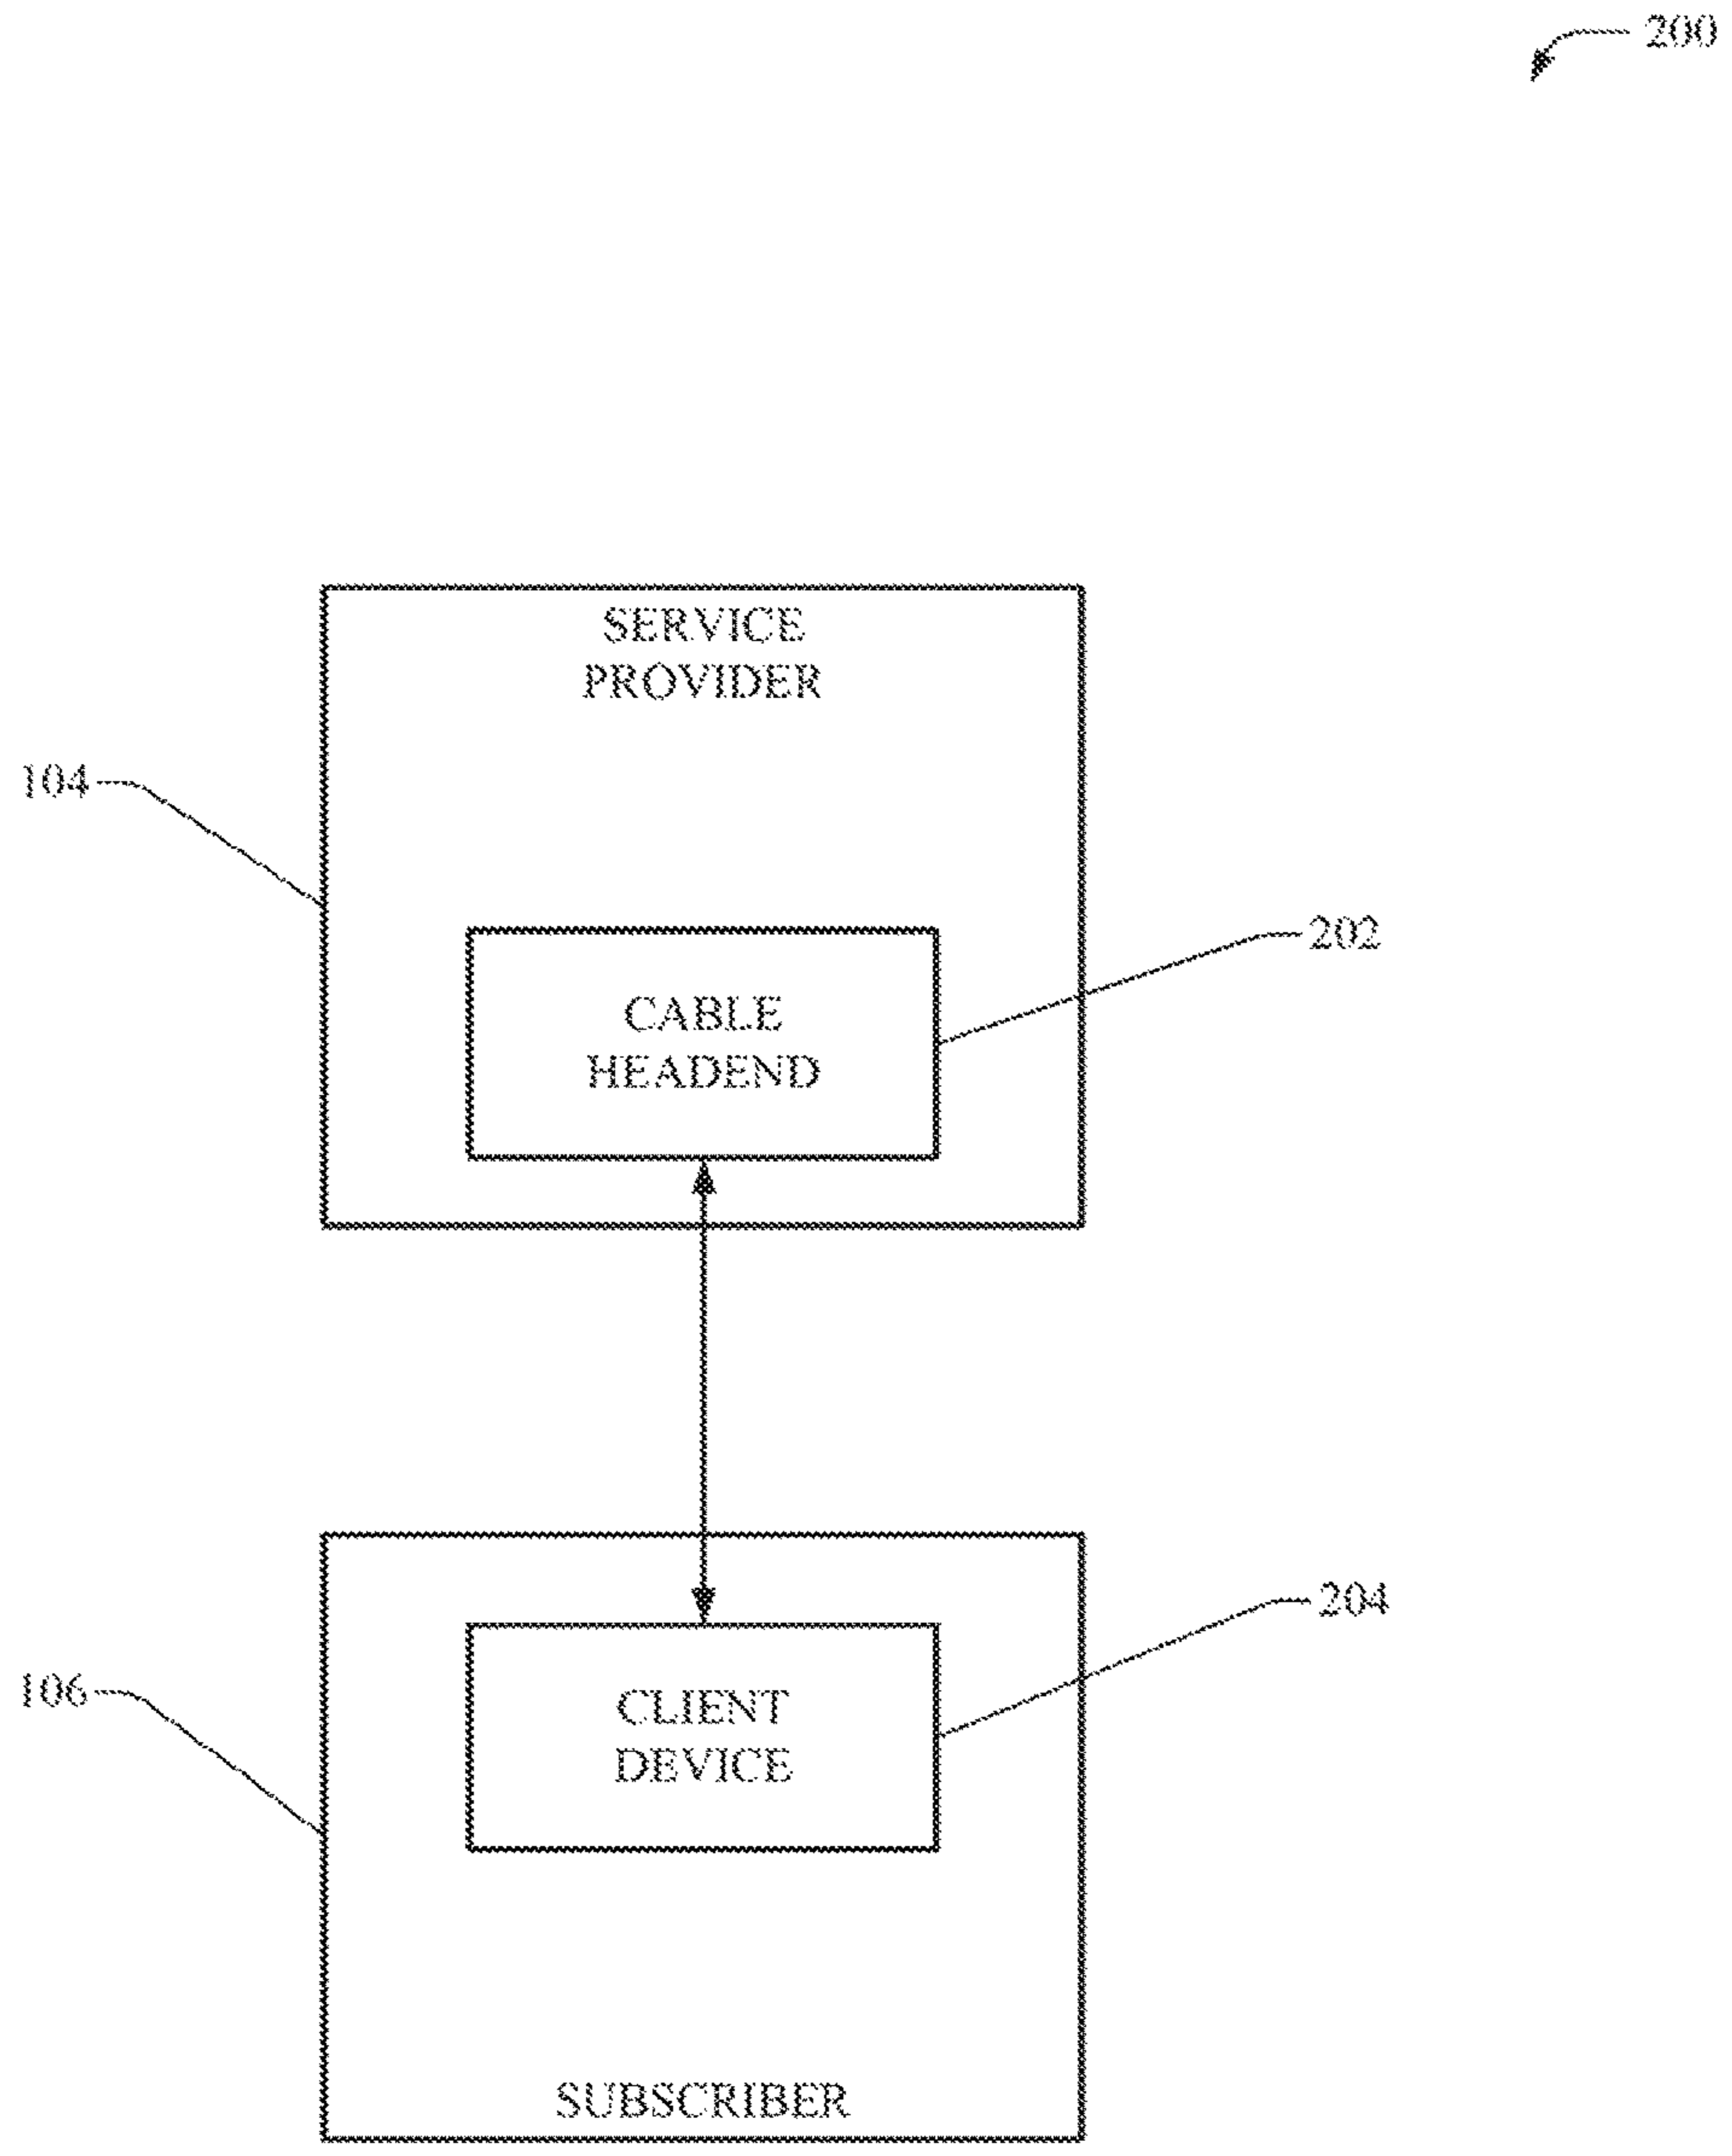 200
SERVICE
PROVIDER
104
202
CABLE
HEADEND
204
106
CLIENT
DEVICE
SUBSCRIBER